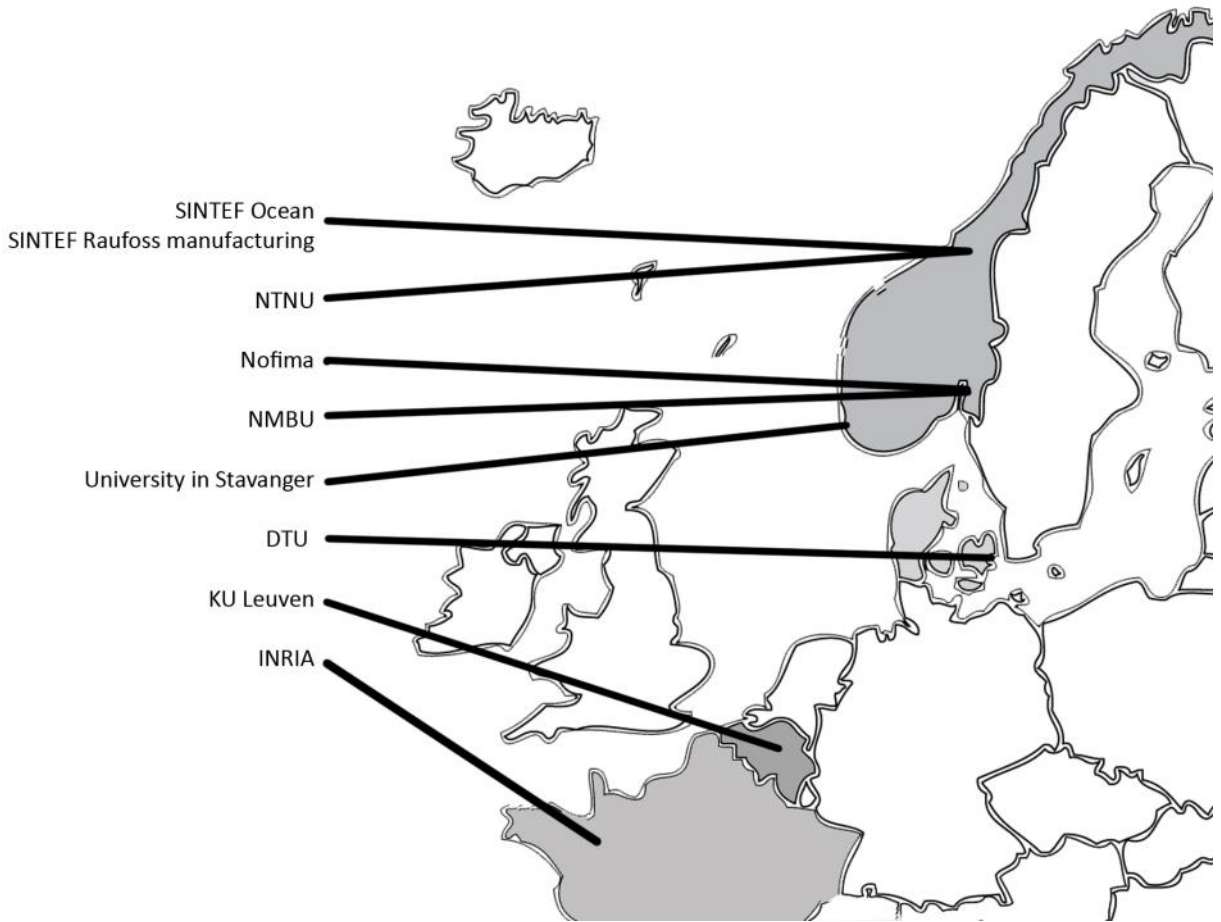 SINTEF Ocean
SINTEF Raufoss manufacturing
NTNU
Nofima
NMBU
University in Stavanger
DTU
KU Leuven
INRIA